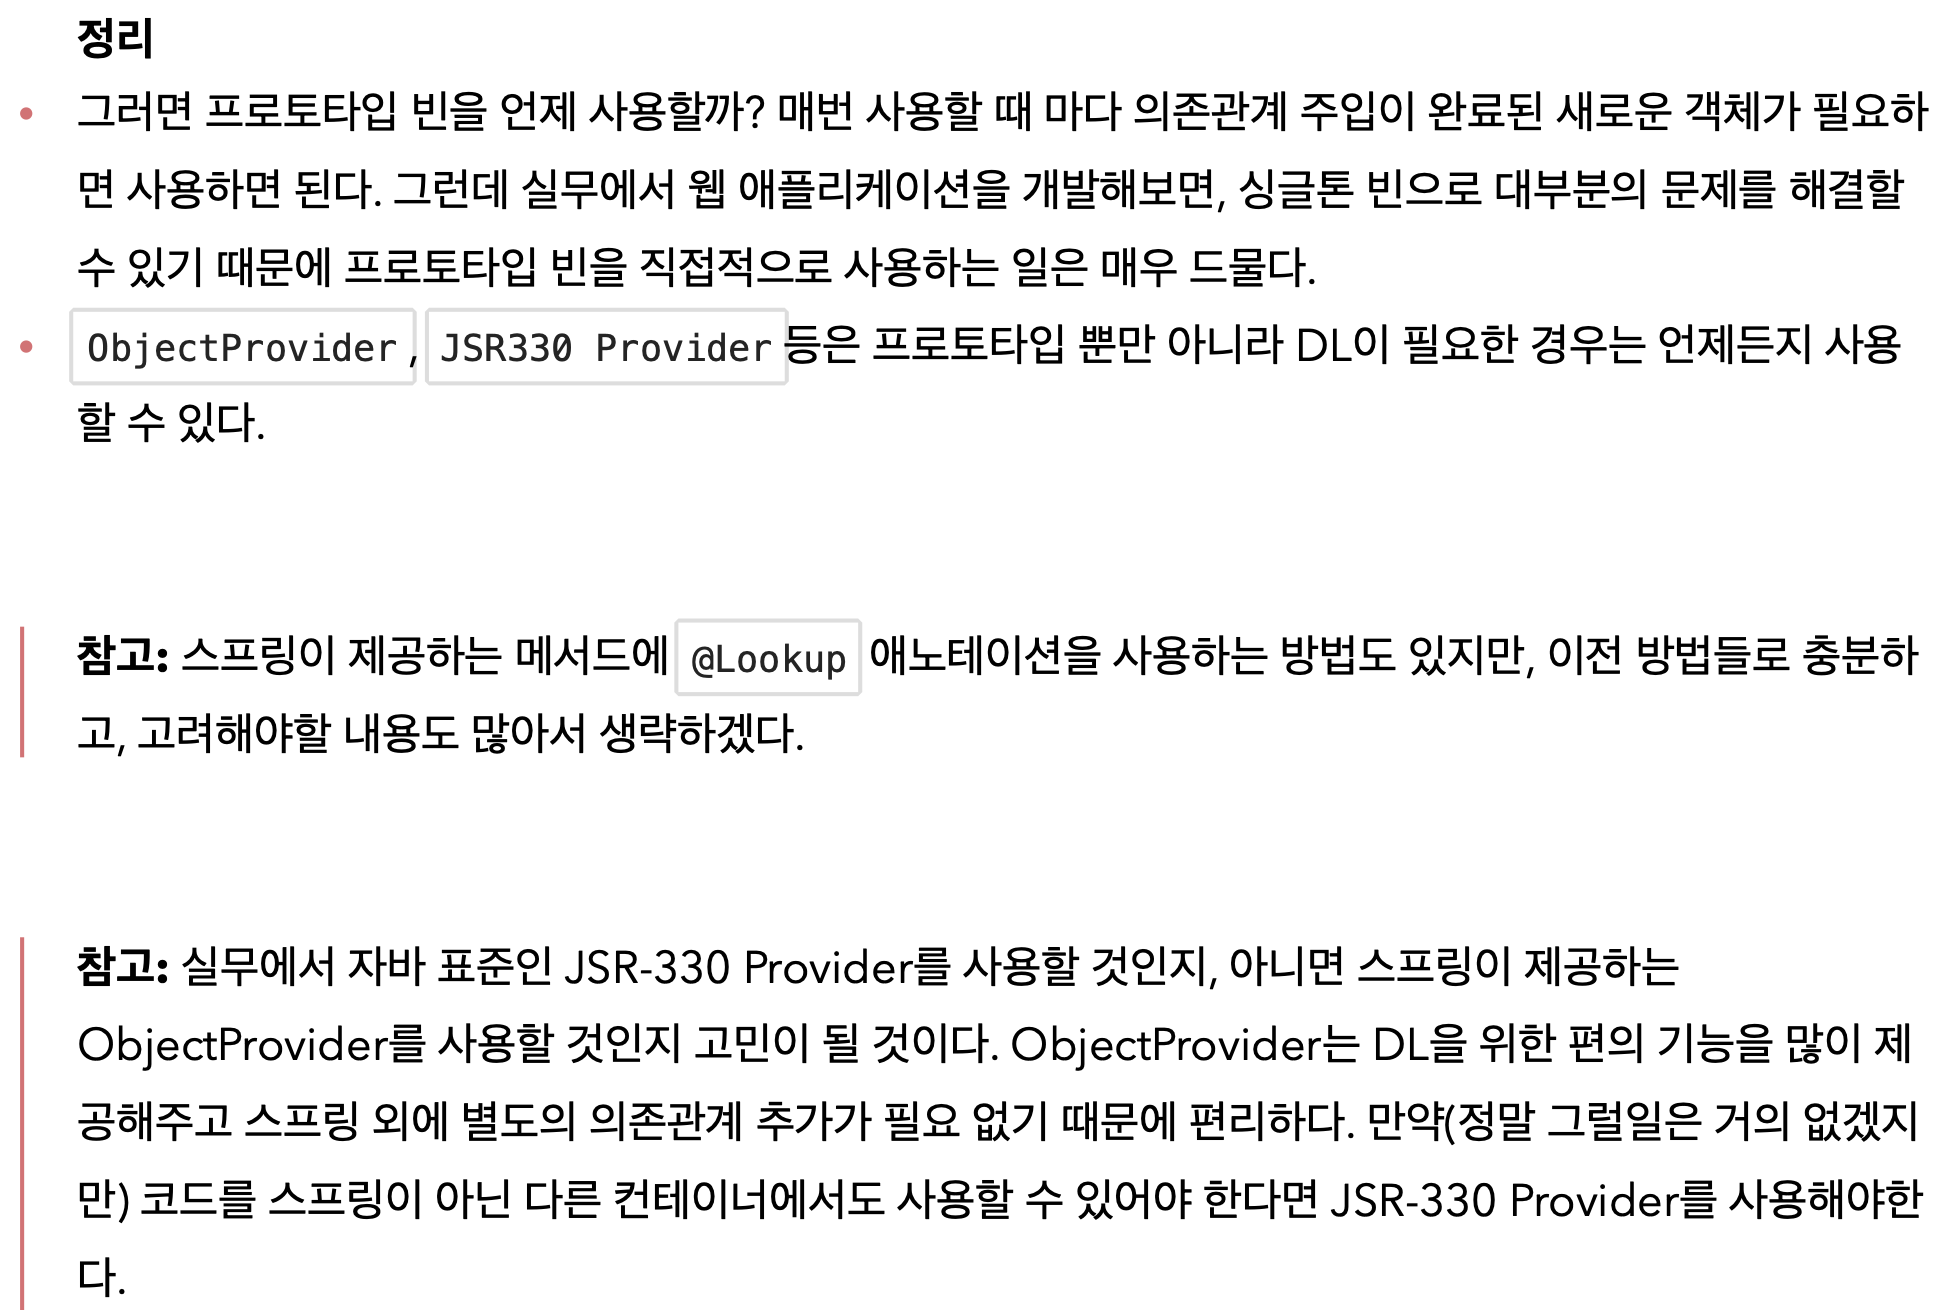 정리
그러면 프로토타입 빈을 언제 사용할까? 매번 사용할 때 마다 의존관계 주입이 완료된 새로운 객체가 필요하
면 사용하면 된다. 그런데 실무에서 웹 애플리케이션을 개발해보면, 싱글톤 빈으로 대부분의 문제를 해결할
수 있기 때문에 프로토타입 빈을 직접적으로 사용하는 일은 매우 드물다.
ObjectProvider , JSR330 Provider 등은 프로토타입 뿐만 아니라 DL이 필요한 경우는 언제든지 사용
할 수 있다.
참고: 스프링이 제공하는 메서드에 @Lookup 애노테이션을 사용하는 방법도 있지만, 이전 방법들로 충분하
고, 고려해야할 내용도 많아서 생략하겠다.
참고: 실무에서 자바 표준인 JSR-330 Provider를 사용할 것인지, 아니면 스프링이 제공하는
ObjectProvider를 사용할 것인지 고민이 될 것이다. ObjectProvider는 DL을 위한 편의 기능을 많이 제
공해주고 스프링 외에 별도의 의존관계 추가가 필요 없기 때문에 편리하다. 만약(정말 그럴일은 거의 없겠지
만) 코드를 스프링이 아닌 다른 컨테이너에서도 사용할 수 있어야 한다면 JSR-330 Provider를 사용해야한
다.